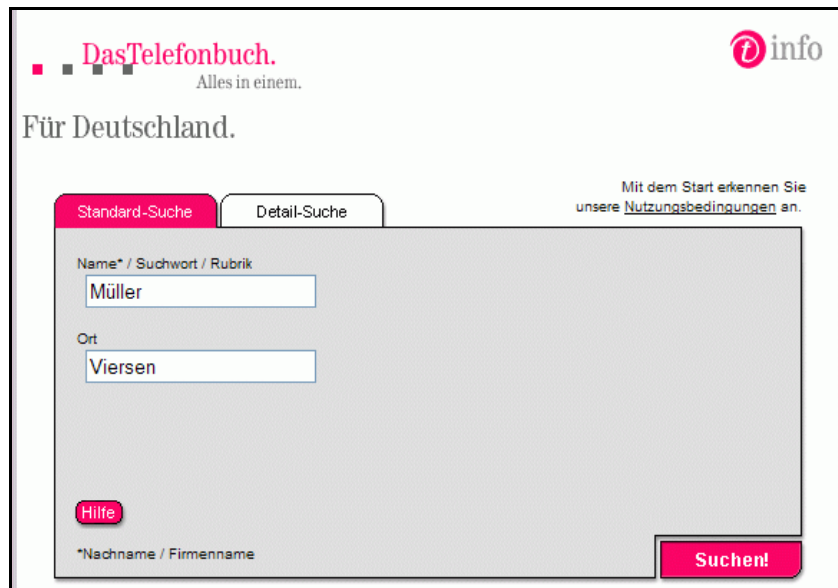 DasTelefonbuch.
Alles in einem.
info
Für Deutschland.
Mit dem Start erkennen Sie
unsere Nutzungsbedingungen an.
Standard-Suche
Detail-Suche
Name* / Suchwort / Rubrik
Müller
Ort
Viersen
Hilfe
*Nachname / Firmenname
Suchen!